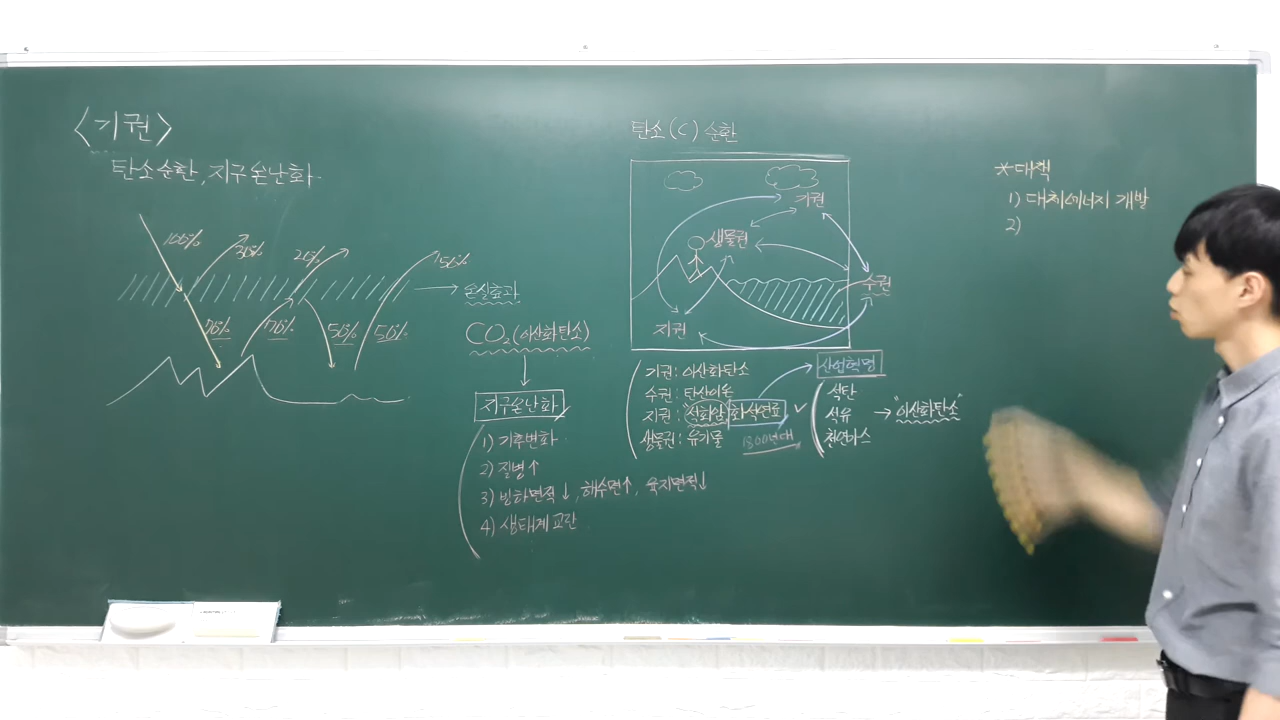 <기권>
탄소순환, 지구온난화
100%
30%
20%
50%
70%
70%
50%
50%
온실효과
CO₂(이산화탄소)
지구온난화
1) 기후변화
2) 질병↑
3) 빙하면적↓, 해수면↑, 육지면적↓
4) 생태계 교란
탄소(C) 순환
기권
생물권
수권
지권
기권: 이산화탄소
수권: 탄산이온
지권: 석회암 화석연료
생물권: 유기물
1800년대
산업혁명
석탄
석유 → "이산화탄소"
천연가스
*대책
1) 대체에너지 개발
2)